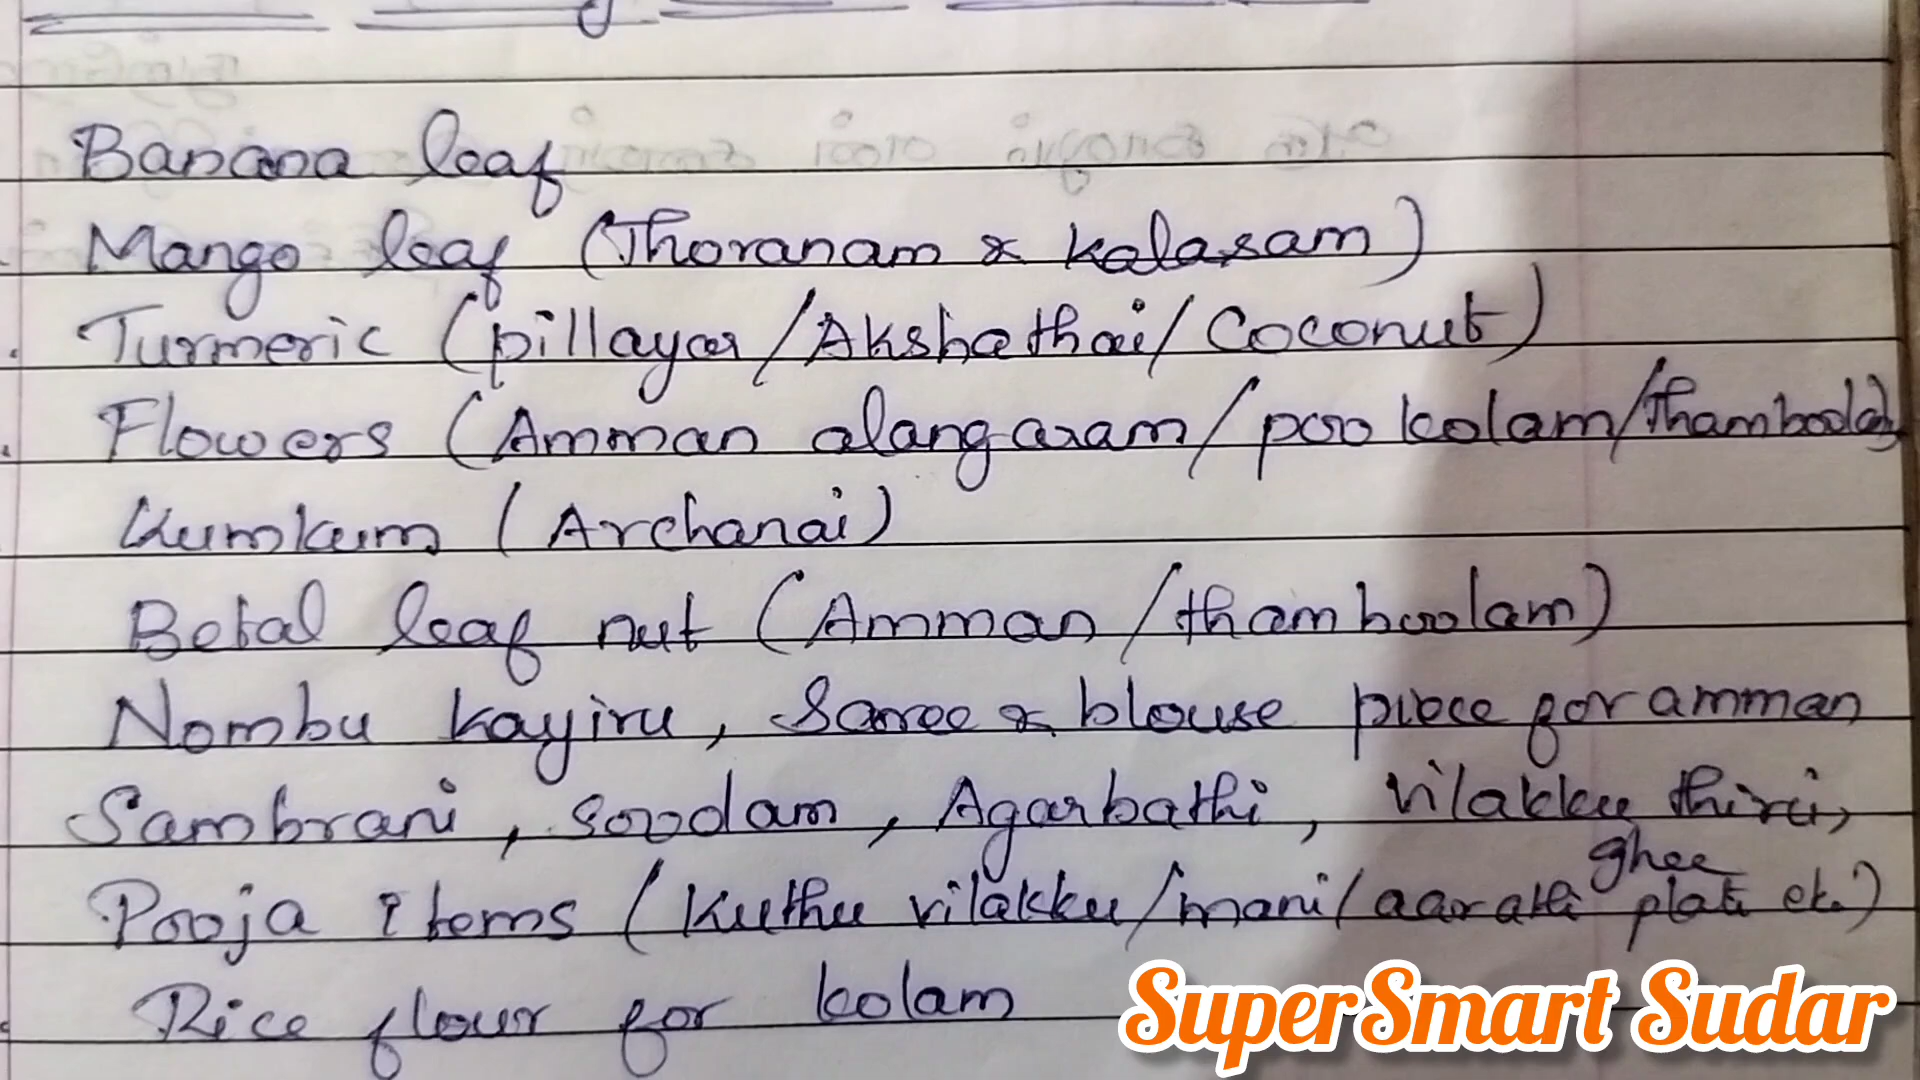 Banana leaf
Mango leaf (Thoranam & kalasam)
Turmeric (pillayar/Akshathai/Coconut)
Flowers (Amman alangaram/poo kolam/thamboolam)
Kumkum (Archanai)
Betal leaf nut (Amman/thamboolam)
Nombu kayiru, Saree & blouse piece for amman
Sambrani, soodam, Agarbathi, vilakku thiri,
ghee
Pooja items (Kuthu vilakku/mani/aarathi plate etc.)
Rice flour for kolam
SuperSmart Sudar